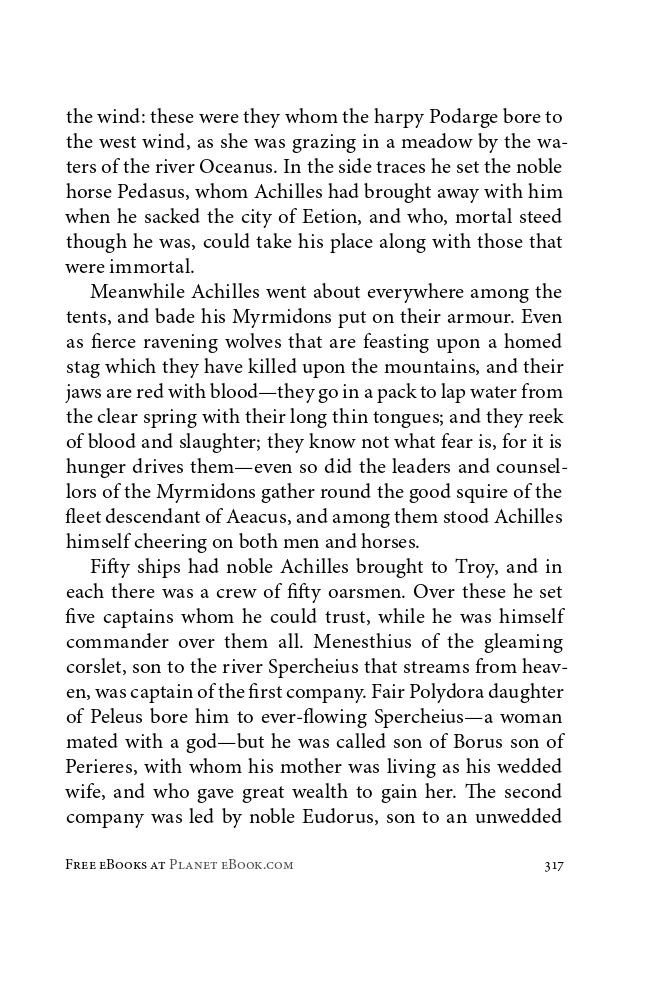 the wind: these were they whom the harpy Podarge bore to
the west wind, as she was grazing in a meadow by the wa-
ters of the river Oceanus. In the side traces he set the noble
horse Pedasus, whom Achilles had brought away with him
when he sacked the city of Eetion, and who, mortal steed
though he was, could take his place along with those that
were immortal.
Meanwhile Achilles went about everywhere among the
tents, and bade his Myrmidons put on their armour. Even
as fierce ravening wolves that are feasting upon a homed
stag which they have killed upon the mountains, and their
jaws are red with blood—they go in a pack to lap water from
the clear spring with their long thin tongues; and they reek
of blood and slaughter; they know not what fear is, for it is
hunger drives them—even so did the leaders and counsel-
lors of the Myrmidons gather round the good squire of the
fleet descendant of Aeacus, and among them stood Achilles
himself cheering on both men and horses.
Fifty ships had noble Achilles brought to Troy, and in
each there was a crew of fifty oarsmen. Over these he set
five captains whom he could trust, while he was himself
commander over them all. Menesthius of the gleaming
corslet, son to the river Spercheius that streams from heav-
en, was captain of the first company. Fair Polydora daughter
of Peleus bore him to ever-flowing Spercheius—a woman
mated with a god—but he was called son of Borus son of
Perieres, with whom his mother was living as his wedded
wife, and who gave great wealth to gain her. The second
company was led by noble Eudorus, son to an unwedded
Free eBooks at Planet eBook.com 317